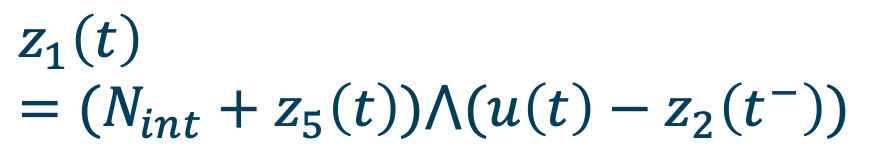 z₁(t)
= (N_int + z₅(t))⋀(u(t) − z₂(t⁻))